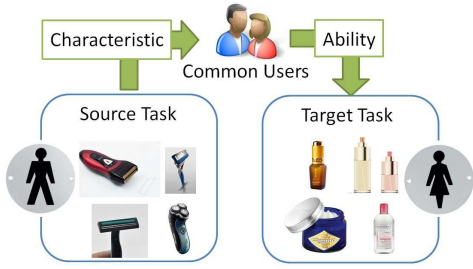 Characteristic
Ability
Common Users
Source Task
Target Task